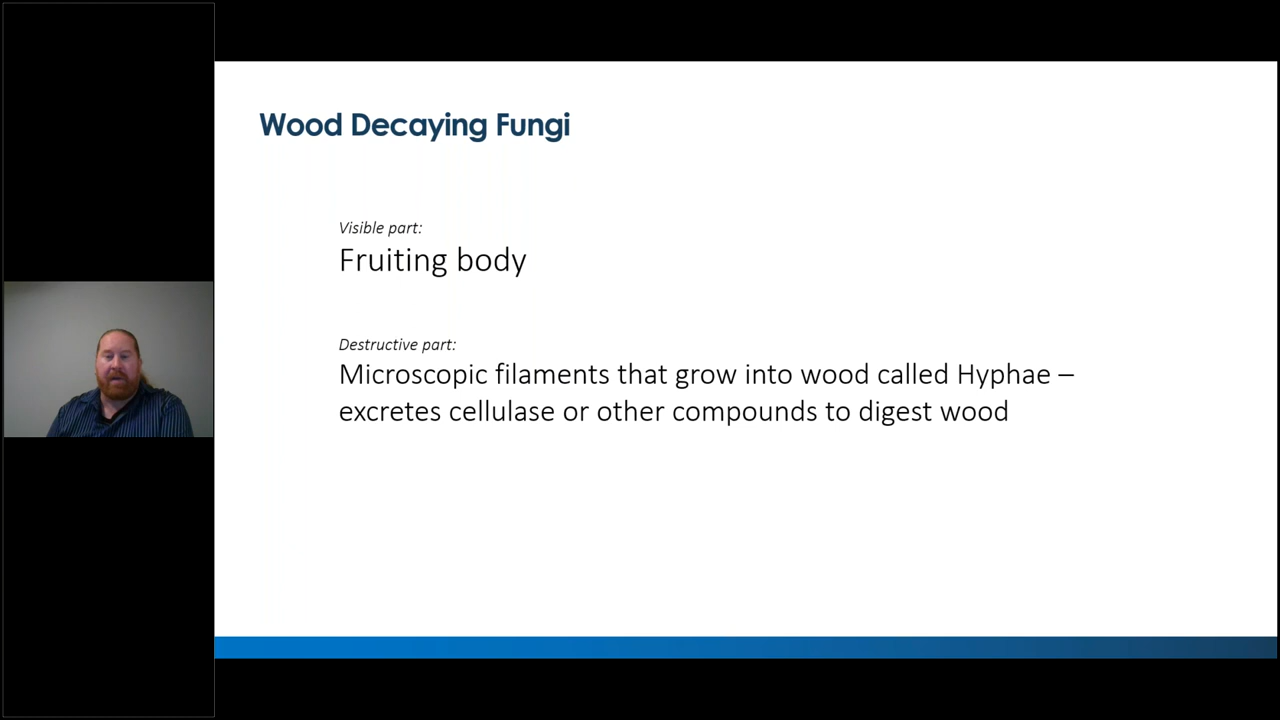 Wood Decaying Fungi
Visible part:
Fruiting body
Destructive part:
Microscopic filaments that grow into wood called Hyphae –
excretes cellulase or other compounds to digest wood